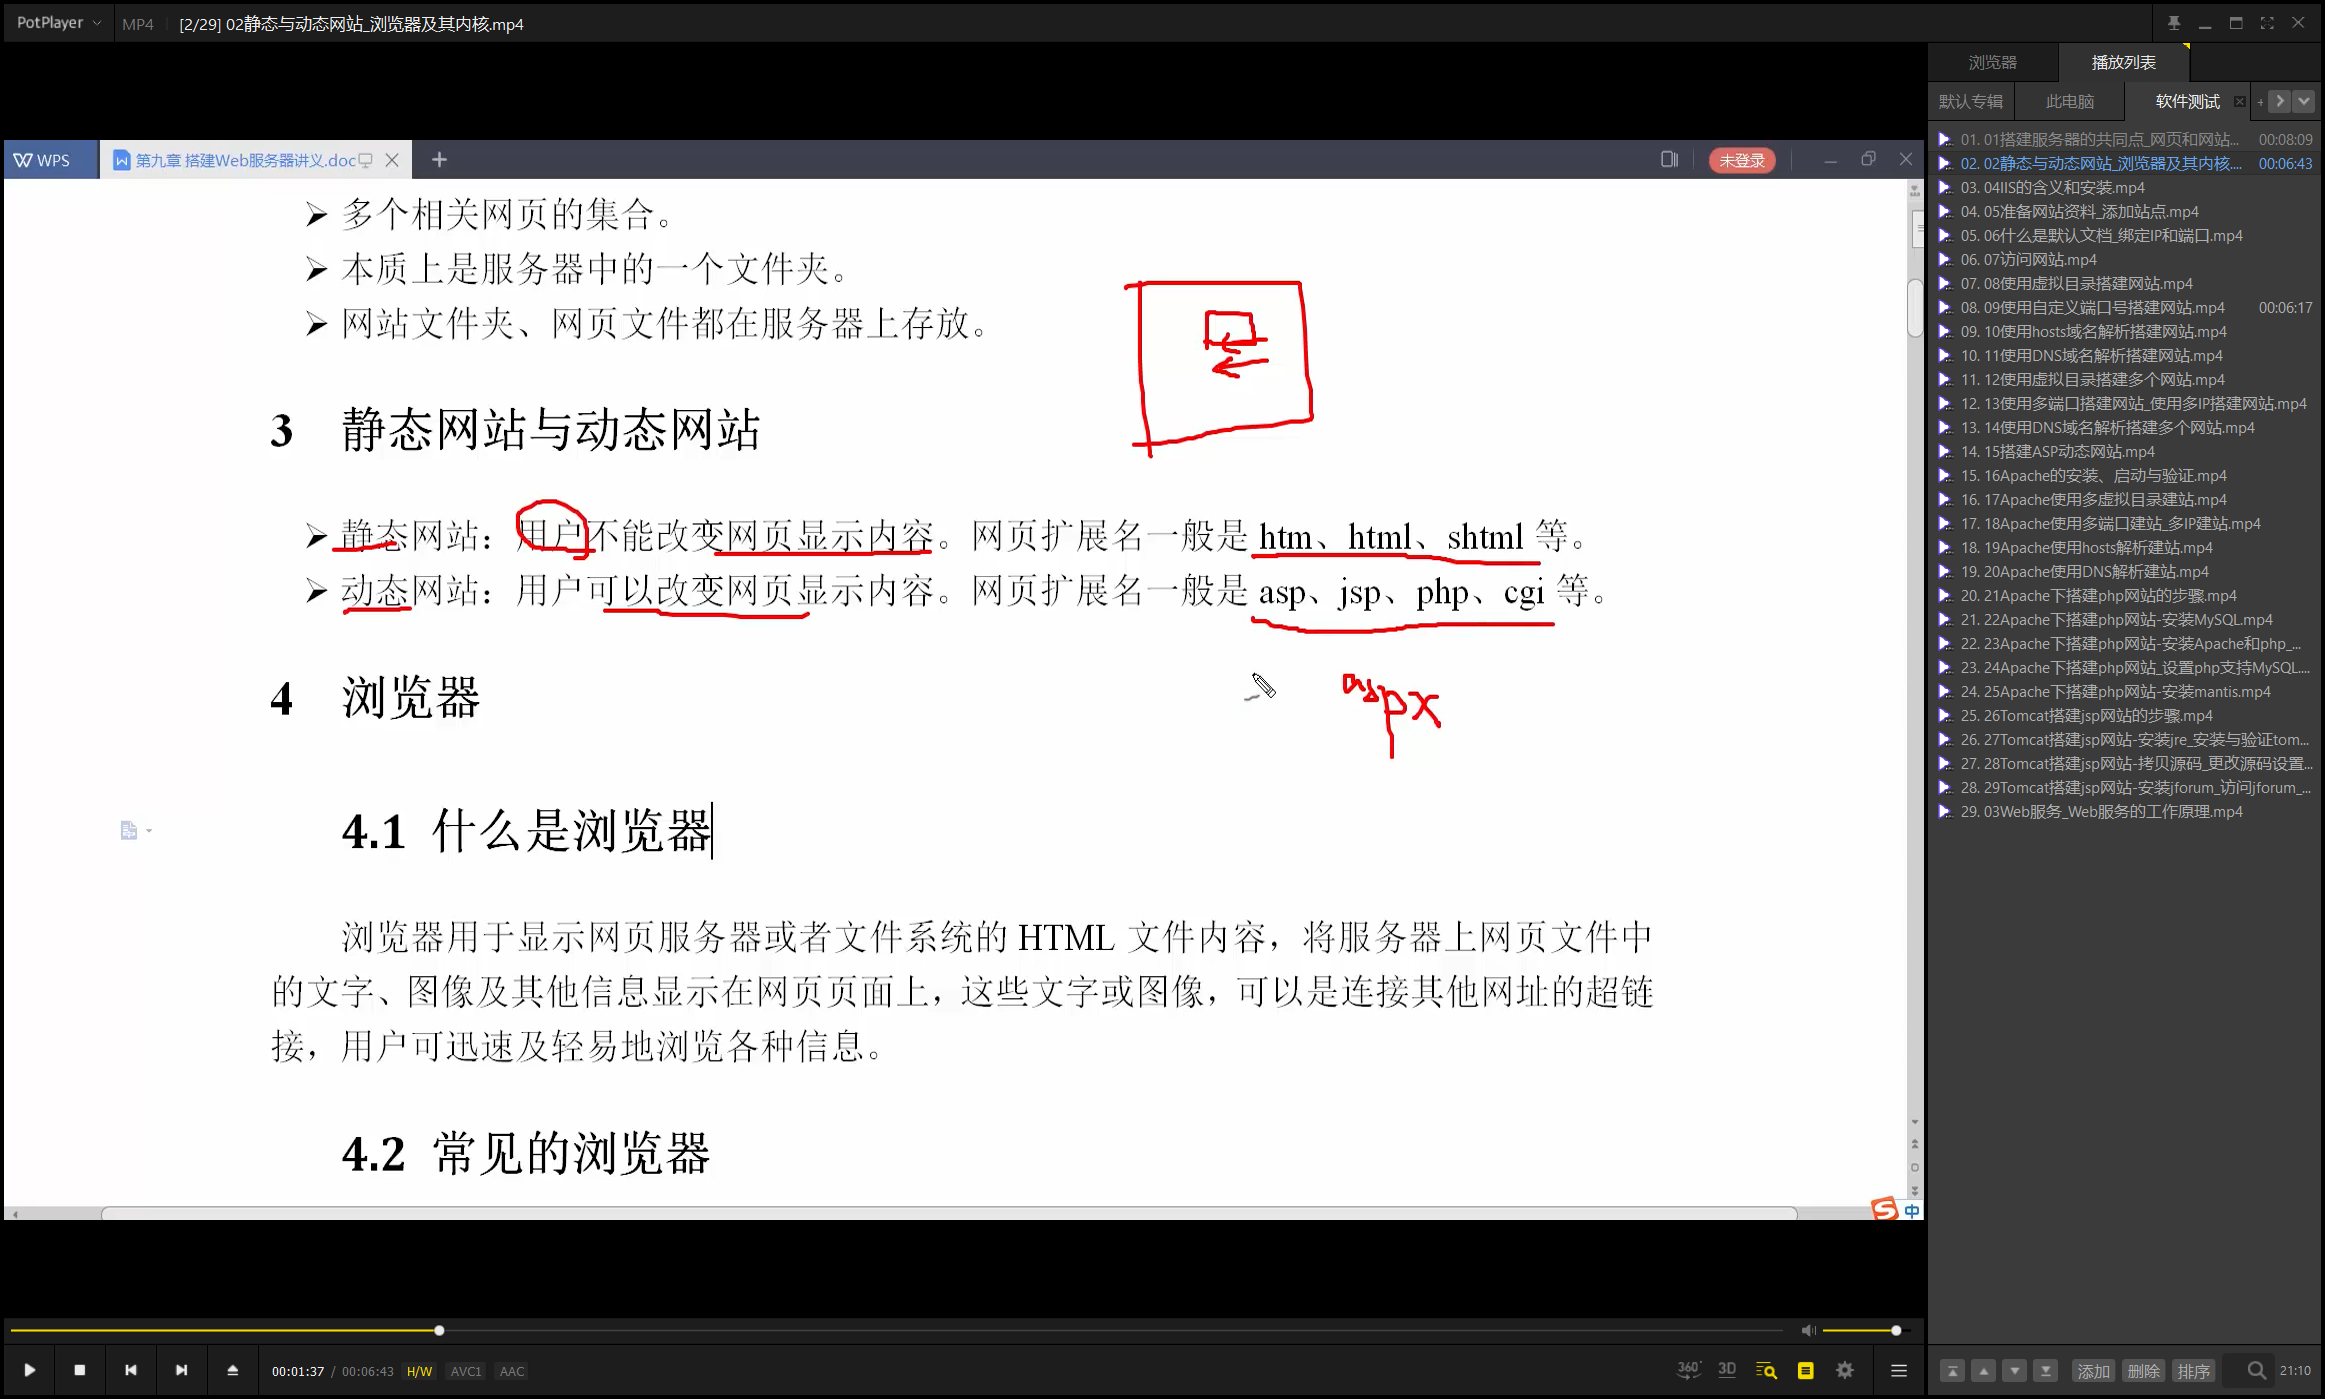 PotPlayer MP4 [2/29] 02静态与动态网站_浏览器及其内核.mp4
浏览器 播放列表
默认专辑 此电脑 软件测试 +
WPS 第九章 搭建Web服务器讲义.doc + 未登录
多个相关网页的集合。
本质上是服务器中的一个文件夹。
网站文件夹、网页文件都在服务器上存放。
3 静态网站与动态网站
静态网站：用户不能改变网页显示内容。网页扩展名一般是 htm、html、shtml 等。
动态网站：用户可以改变网页显示内容。网页扩展名一般是 asp、jsp、php、cgi 等。
aspx
4 浏览器
4.1 什么是浏览器
浏览器用于显示网页服务器或者文件系统的 HTML 文件内容，将服务器上网页文件中
的文字、图像及其他信息显示在网页页面上，这些文字或图像，可以是连接其他网址的超链
接，用户可迅速及轻易地浏览各种信息。
4.2 常见的浏览器
中
01. 01搭建服务器的共同点_网页和网站... 00:08:09
02. 02静态与动态网站_浏览器及其内核.... 00:06:43
03. 04IIS的含义和安装.mp4
04. 05准备网站资料_添加站点.mp4
05. 06什么是默认文档_绑定IP和端口.mp4
06. 07访问网站.mp4
07. 08使用虚拟目录搭建网站.mp4
08. 09使用自定义端口号搭建网站.mp4 00:06:17
09. 10使用hosts域名解析搭建网站.mp4
10. 11使用DNS域名解析搭建网站.mp4
11. 12使用虚拟目录搭建多个网站.mp4
12. 13使用多端口搭建网站_使用多IP搭建网站.mp4
13. 14使用DNS域名解析搭建多个网站.mp4
14. 15搭建ASP动态网站.mp4
15. 16Apache的安装、启动与验证.mp4
16. 17Apache使用多虚拟目录建站.mp4
17. 18Apache使用多端口建站_多IP建站.mp4
18. 19Apache使用hosts解析建站.mp4
19. 20Apache使用DNS解析建站.mp4
20. 21Apache下搭建php网站的步骤.mp4
21. 22Apache下搭建php网站-安装MySQL.mp4
22. 23Apache下搭建php网站-安装Apache和php_...
23. 24Apache下搭建php网站_设置php支持MySQL....
24. 25Apache下搭建php网站-安装mantis.mp4
25. 26Tomcat搭建jsp网站的步骤.mp4
26. 27Tomcat搭建jsp网站-安装jre_安装与验证tom...
27. 28Tomcat搭建jsp网站-拷贝源码_更改源码设置...
28. 29Tomcat搭建jsp网站-安装jforum_访问jforum_...
29. 03Web服务_Web服务的工作原理.mp4
00:01:37 / 00:06:43 H/W AVC1 AAC 360° 3D
添加 删除 排序 21:10